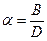 α = B/D